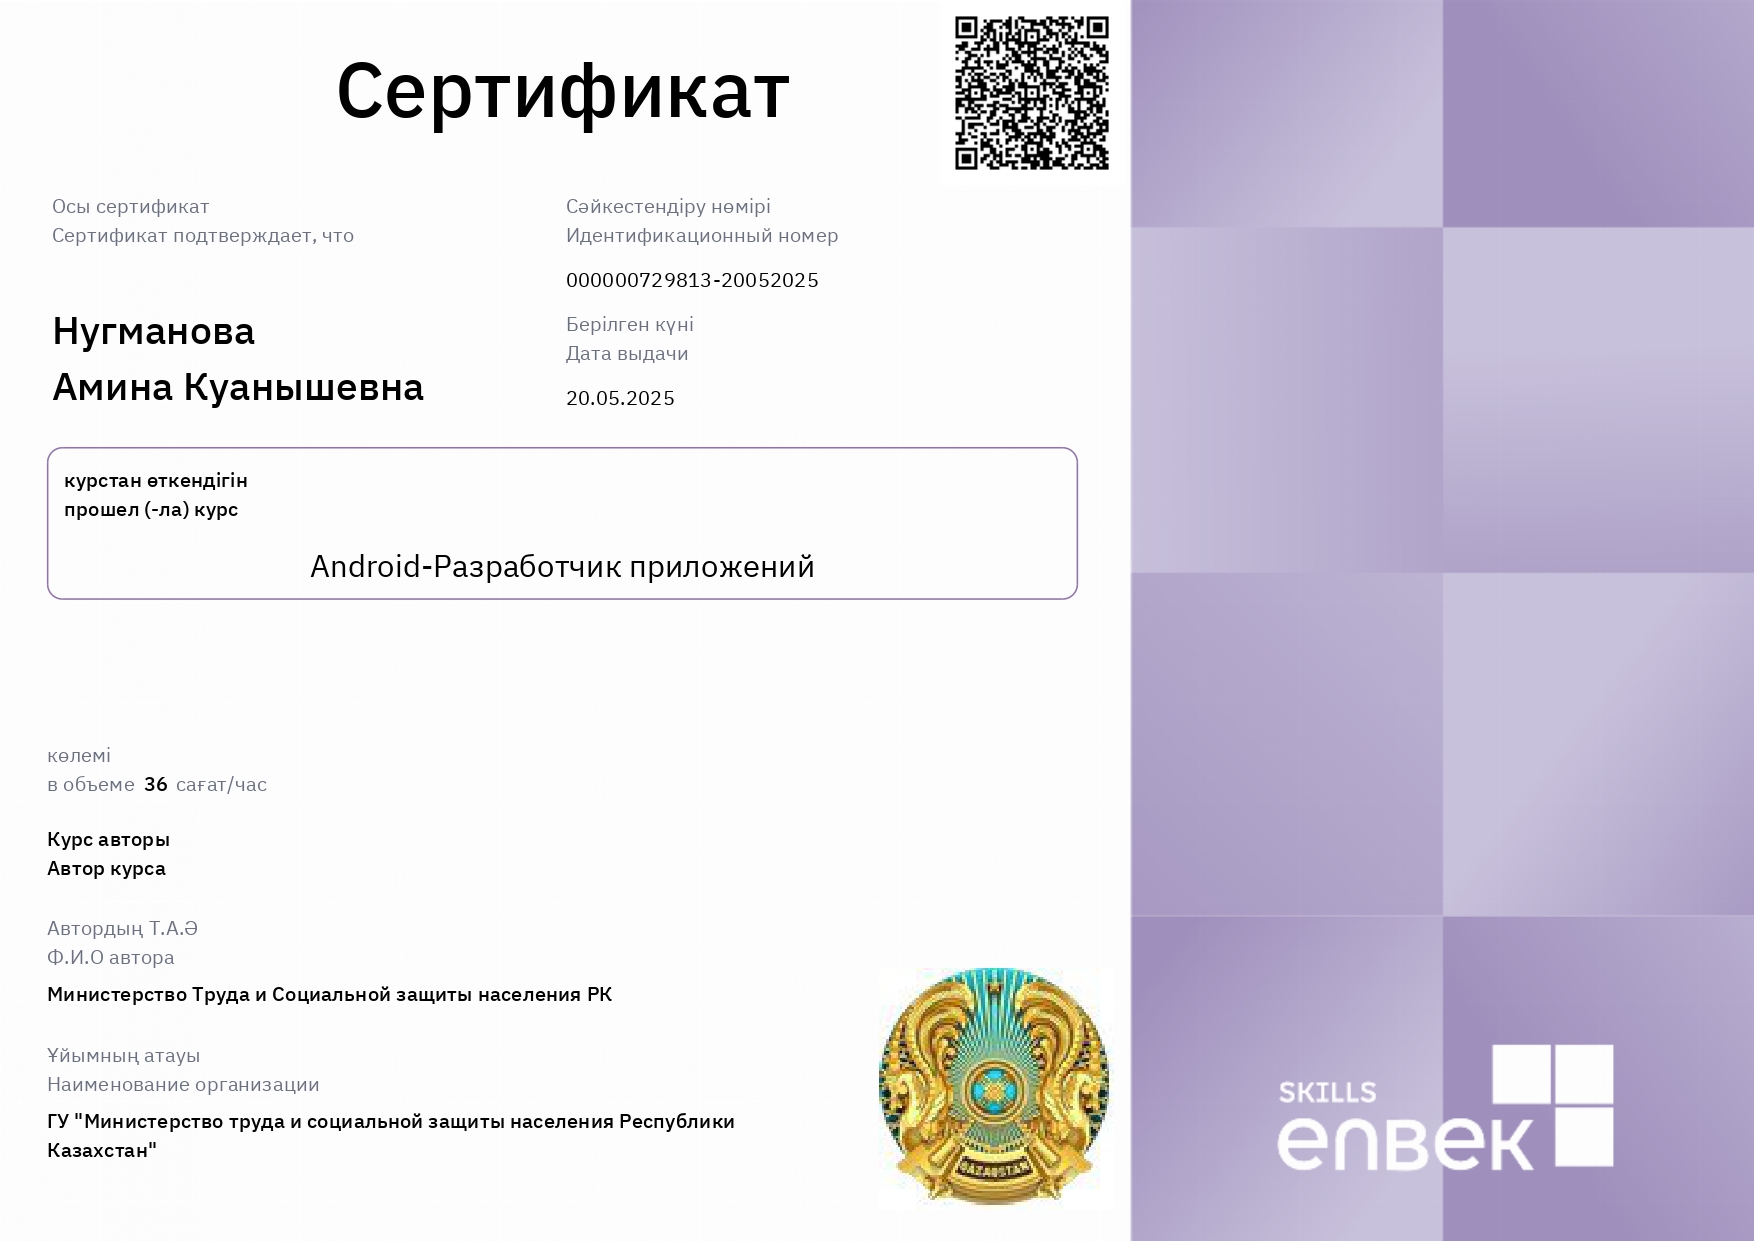 Сертификат
Осы сертификат
Сертификат подтверждает, что
Нугманова
Амина Куанышевна
Сәйкестендіру нөмірі
Идентификационный номер
000000729813-20052025
Берілген күні
Дата выдачи
20.05.2025
курстан өткендігін
прошел (-ла) курс
Android-Разработчик приложений
көлемі
в объеме 36 сағат/час
Курс авторы
Автор курса
Автордың Т.А.Ә
Ф.И.О автора
Министерство Труда и Социальной защиты населения РК
Ұйымның атауы
Наименование организации
ГУ "Министерство труда и социальной защиты населения Республики
Казахстан"
QAZAQSTAN
SKILLS
enbek